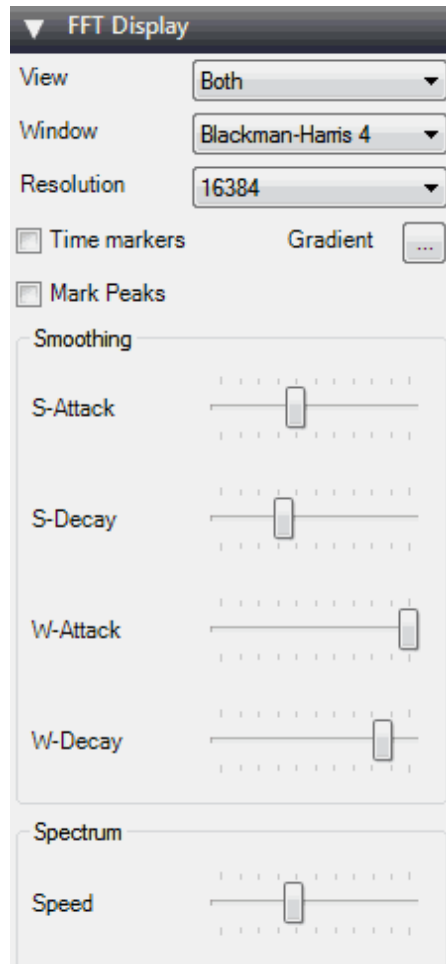 FFT Display
View Both
Window Blackman-Harris 4
Resolution 16384
Time markers Gradient ...
Mark Peaks
Smoothing
S-Attack
S-Decay
W-Attack
W-Decay
Spectrum
Speed